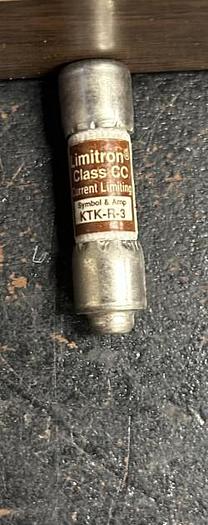 Limitron®
Class CC
Current Limiting
Symbol & Amp
KTK-R-3